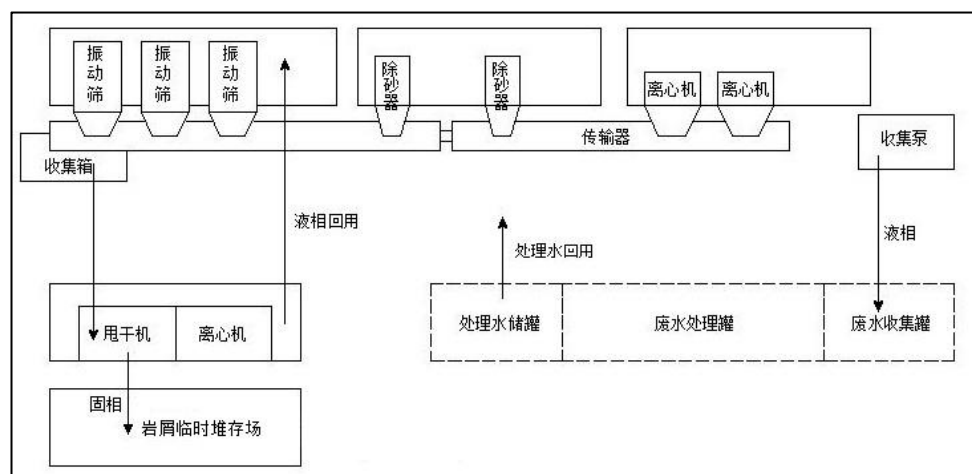 振动筛
振动筛
振动筛
除砂器
除砂器
离心机
离心机
传输器
收集箱
收集泵
液相回用
处理水回用
液相
甩干机
离心机
处理水储罐
废水处理罐
废水收集罐
固相
岩屑临时堆存场